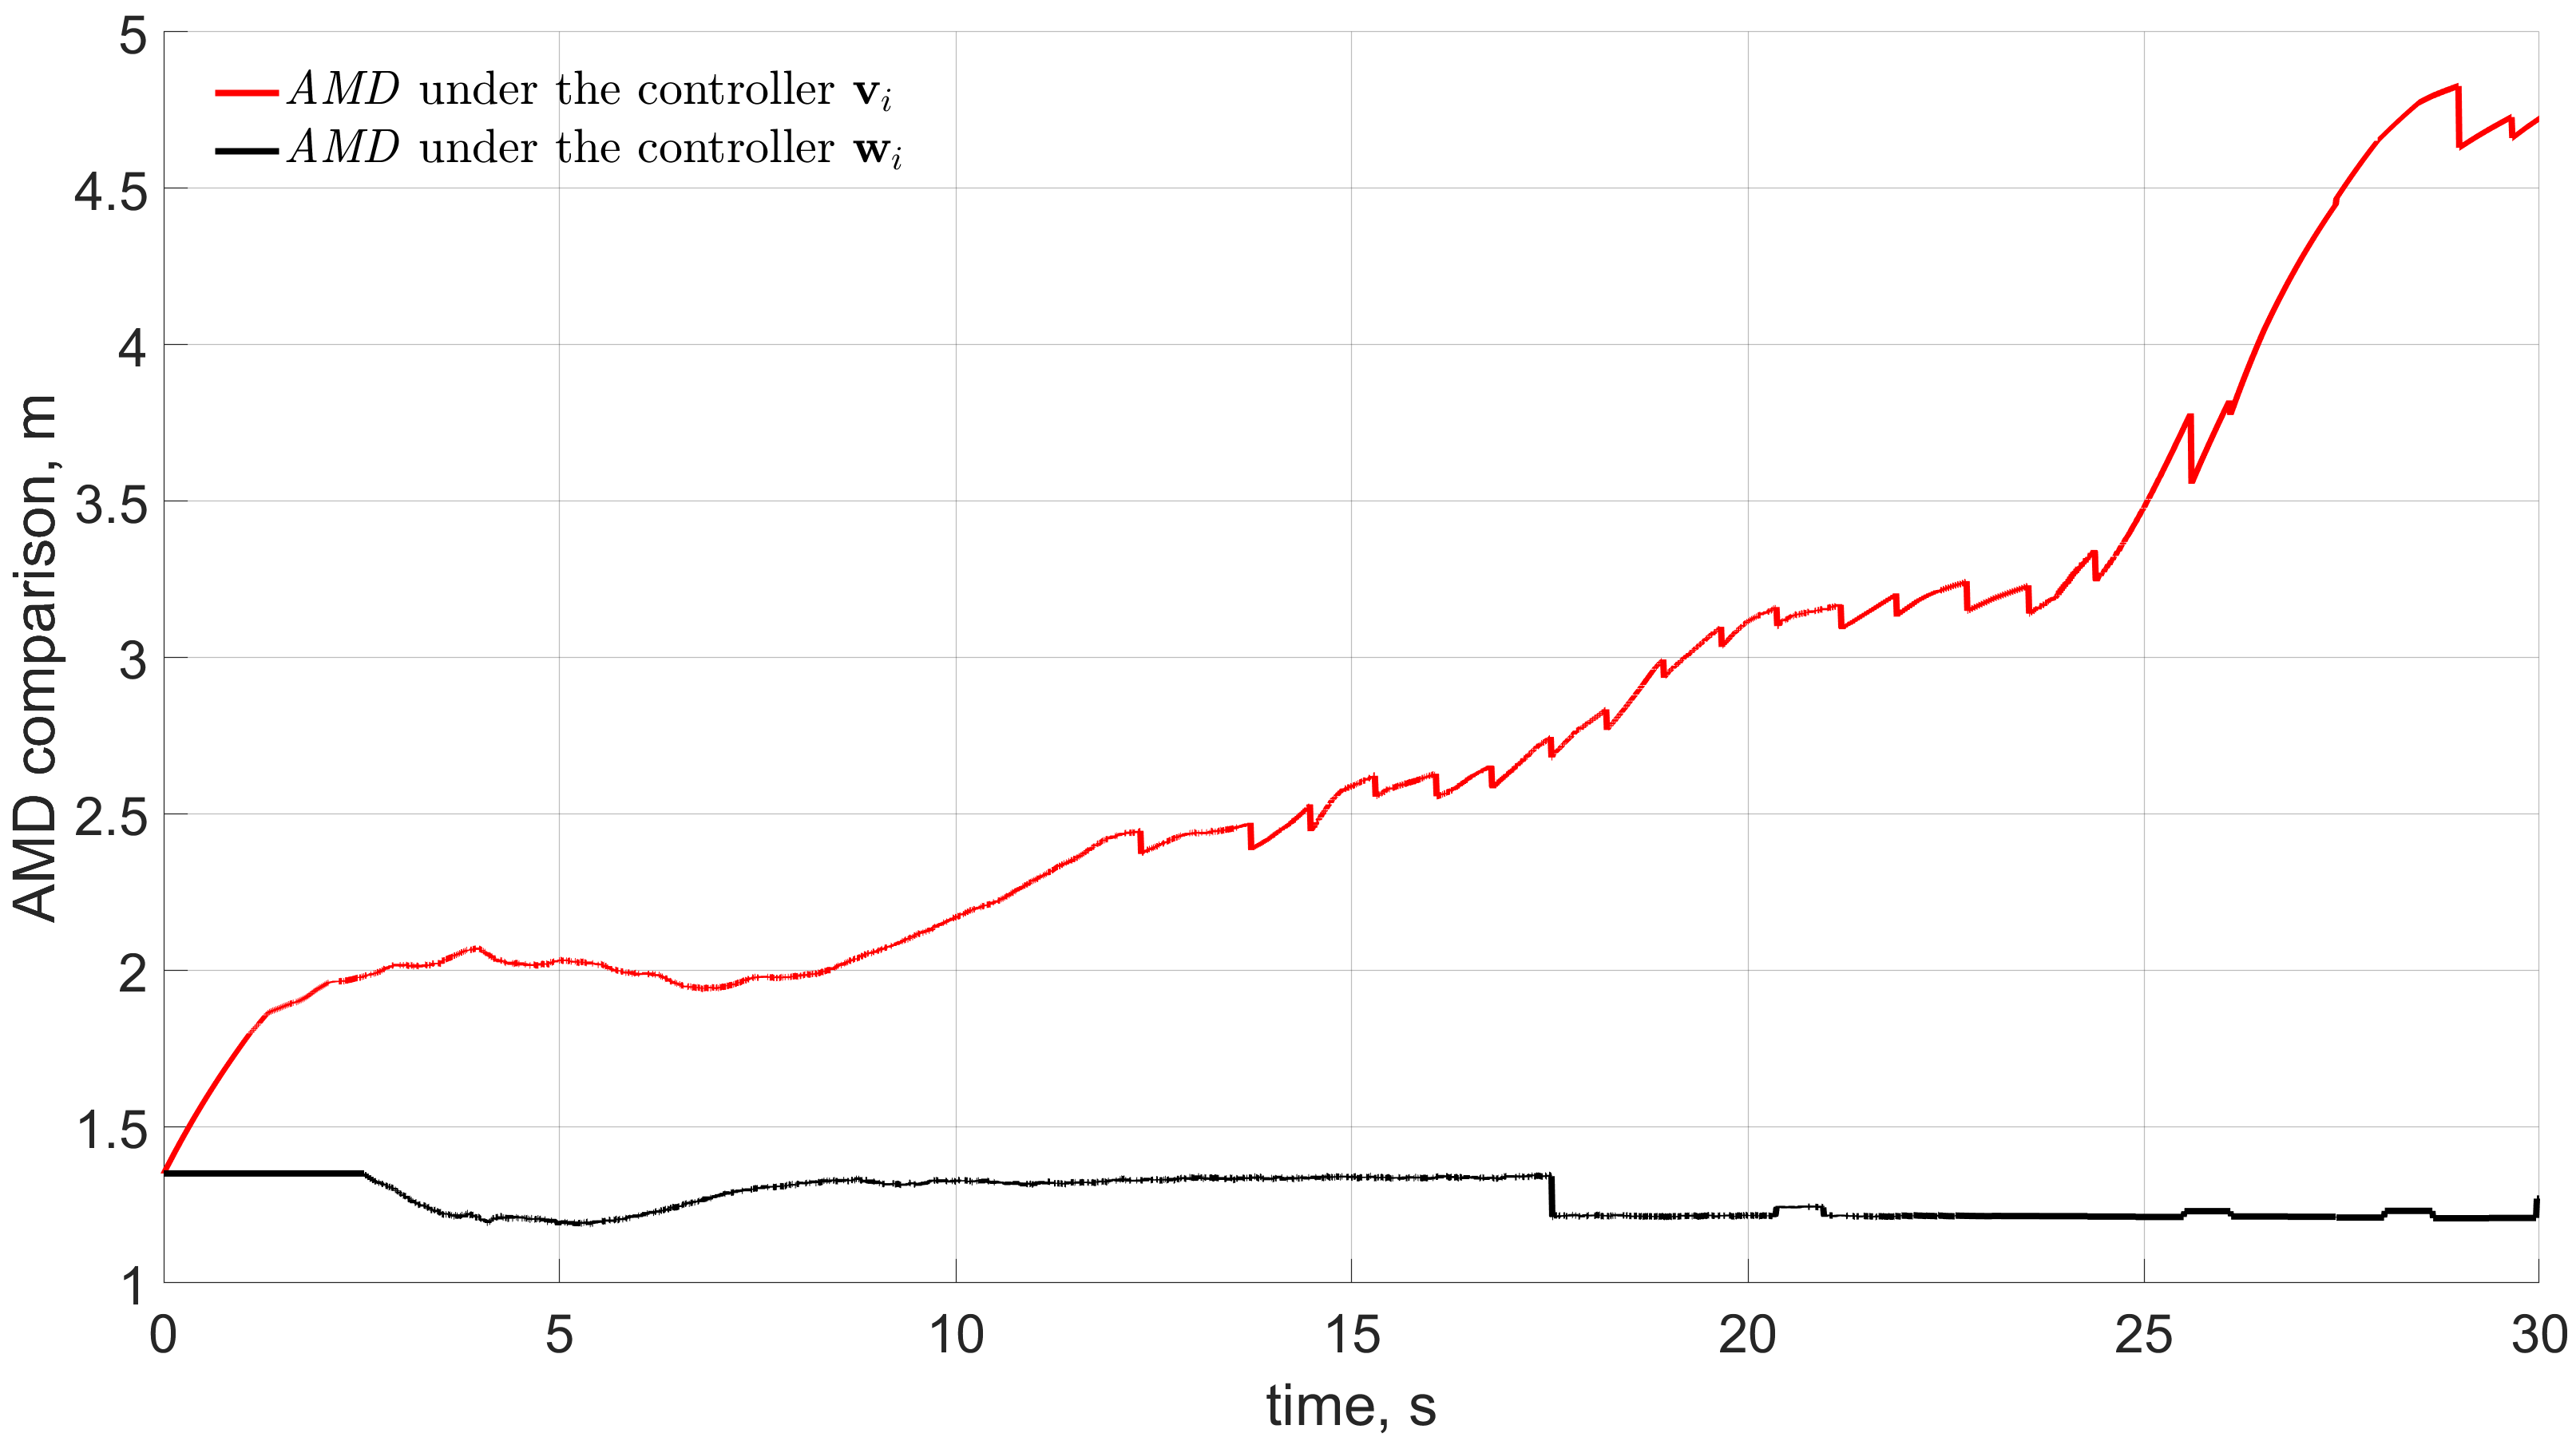 AMD under the controller v_i
AMD under the controller w_i
AMD comparison, m
5
4.5
4
3.5
3
2.5
2
1.5
1
0 5 10 15 20 25 30
time, s